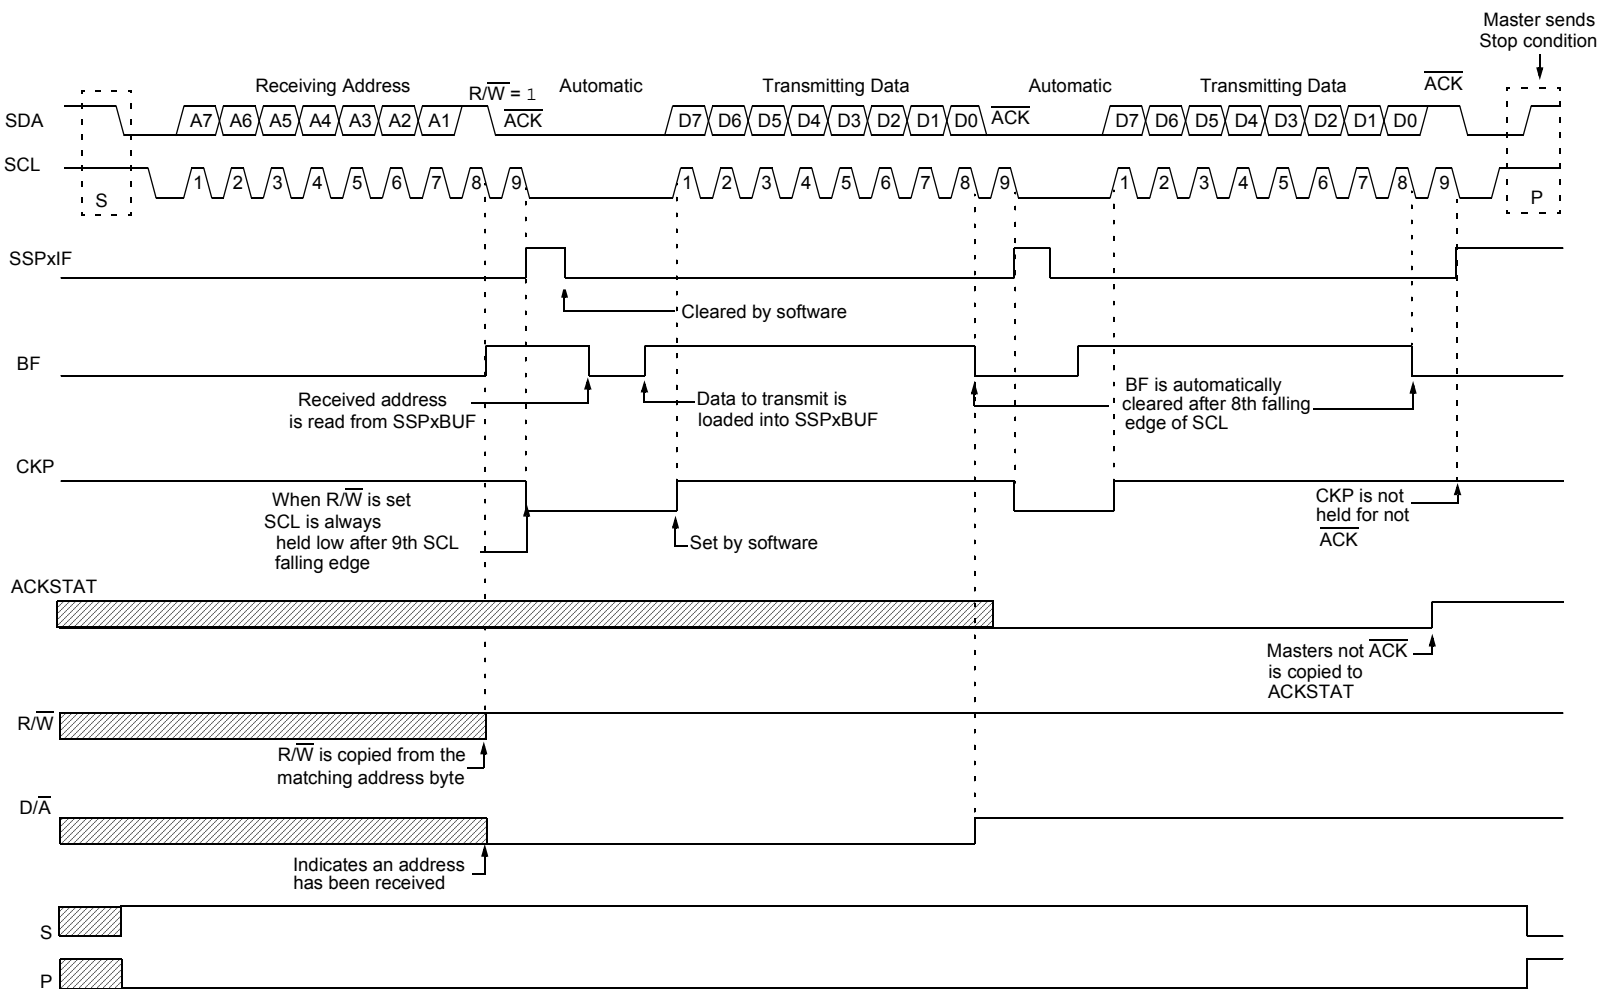 Master sends
Stop condition
Receiving Address
R/W̅ = 1
Automatic
Transmitting Data
Automatic
Transmitting Data
A̅C̅K̅
SDA
A7 A6 A5 A4 A3 A2 A1
A̅C̅K̅
D7 D6 D5 D4 D3 D2 D1 D0
A̅C̅K̅
D7 D6 D5 D4 D3 D2 D1 D0
SCL
S
1 2 3 4 5 6 7 8 9
1 2 3 4 5 6 7 8 9
1 2 3 4 5 6 7 8 9
P
SSPxIF
Cleared by software
BF
Received address
is read from SSPxBUF
Data to transmit is
loaded into SSPxBUF
BF is automatically
cleared after 8th falling
edge of SCL
CKP
When R/W̅ is set
SCL is always
held low after 9th SCL
falling edge
Set by software
CKP is not
held for not
A̅C̅K̅
ACKSTAT
Masters not A̅C̅K̅
is copied to
ACKSTAT
R/W̅
R/W̅ is copied from the
matching address byte
D/A̅
Indicates an address
has been received
S
P